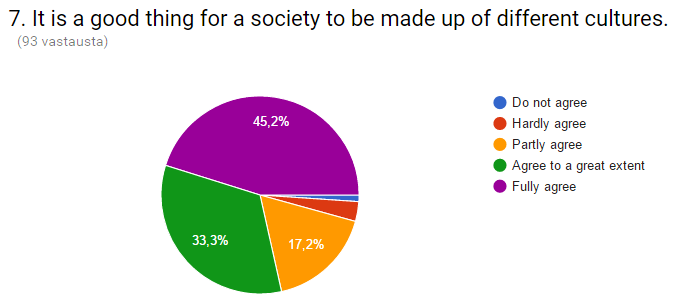 7. It is a good thing for a society to be made up of different cultures.
(93 vastausta)
45,2%
33,3%
17,2%
Do not agree
Hardly agree
Partly agree
Agree to a great extent
Fully agree